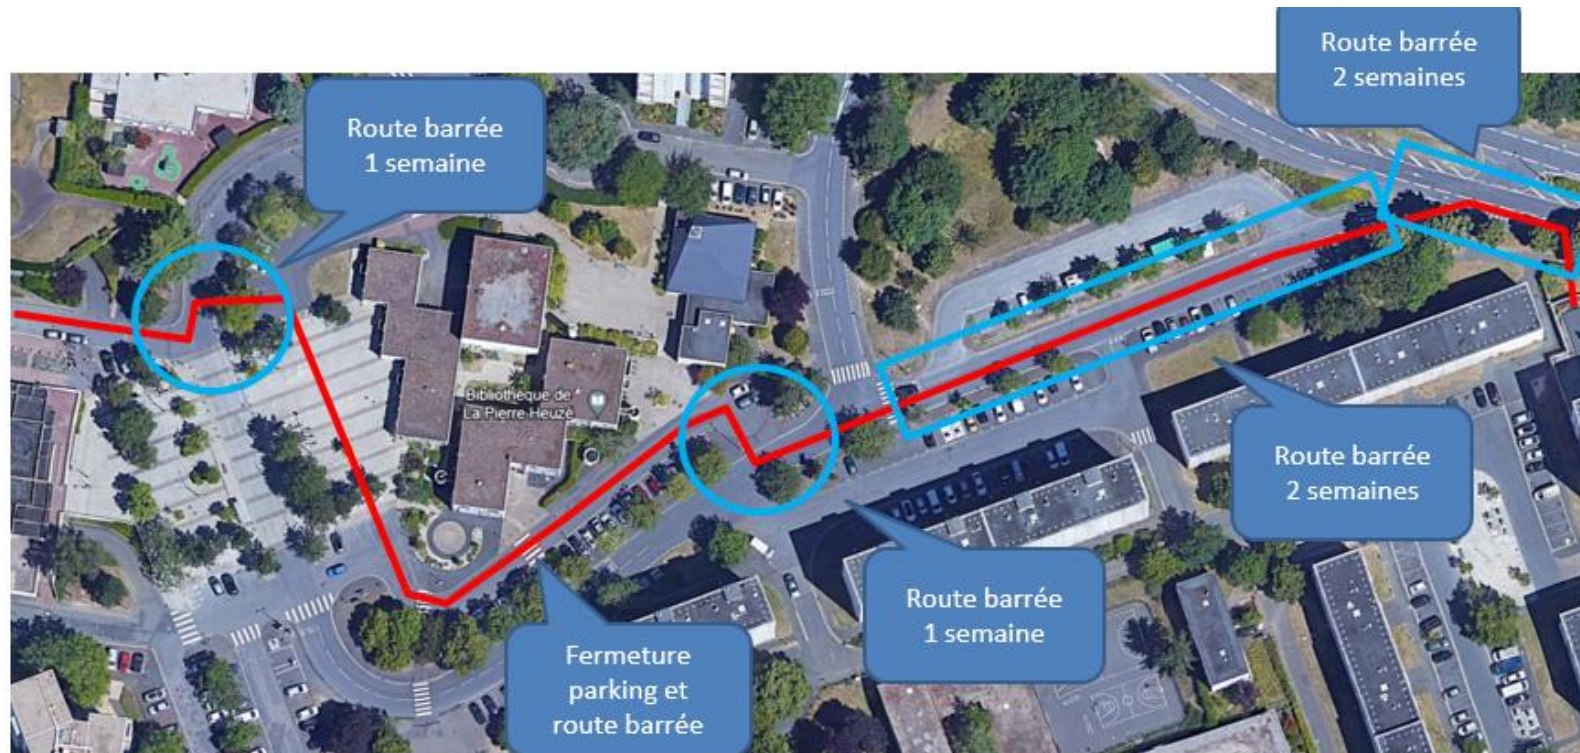 Route barrée
2 semaines
Route barrée
1 semaine
Bibliothèque de
La Pierre Heuzé
Route barrée
2 semaines
Route barrée
1 semaine
Fermeture
parking et
route barrée